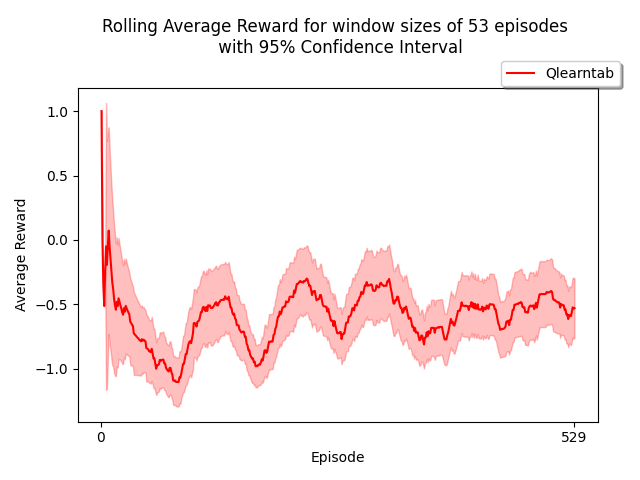 Rolling Average Reward for window sizes of 53 episodes
with 95% Confidence Interval
Qlearntab
1.0
0.5
0.0
−0.5
−1.0
Average Reward
0
529
Episode